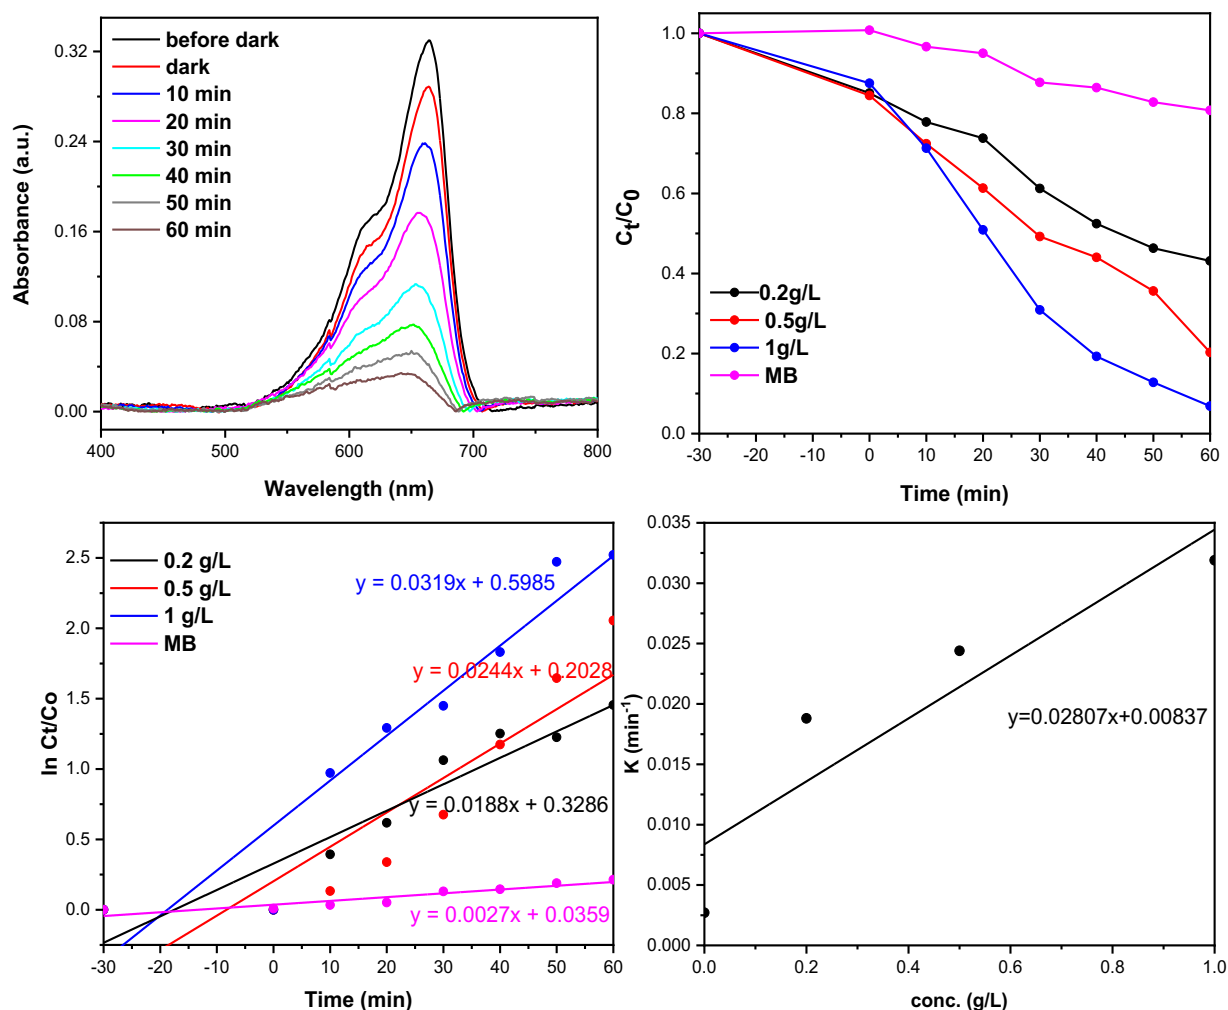 before dark
dark
10 min
20 min
30 min
40 min
50 min
60 min
0.32
0.24
0.16
0.08
0.00
Absorbance (a.u.)
400
500
600
700
800
Wavelength (nm)
1.0
0.8
0.6
0.4
0.2
0.0
Ct/C0
0.2g/L
0.5g/L
1g/L
MB
-30
-20
-10
0
10
20
30
40
50
60
Time (min)
2.5
2.0
1.5
1.0
0.5
0.0
ln Ct/Co
0.2 g/L
0.5 g/L
1 g/L
MB
y = 0.0319x + 0.5985
y = 0.0244x + 0.2028
y = 0.0188x + 0.3286
y = 0.0027x + 0.0359
-30
-20
-10
0
10
20
30
40
50
60
Time (min)
0.035
0.030
0.025
0.020
0.015
0.010
0.005
0.000
K (min-1)
y=0.02807x+0.00837
0.0
0.2
0.4
0.6
0.8
1.0
conc. (g/L)